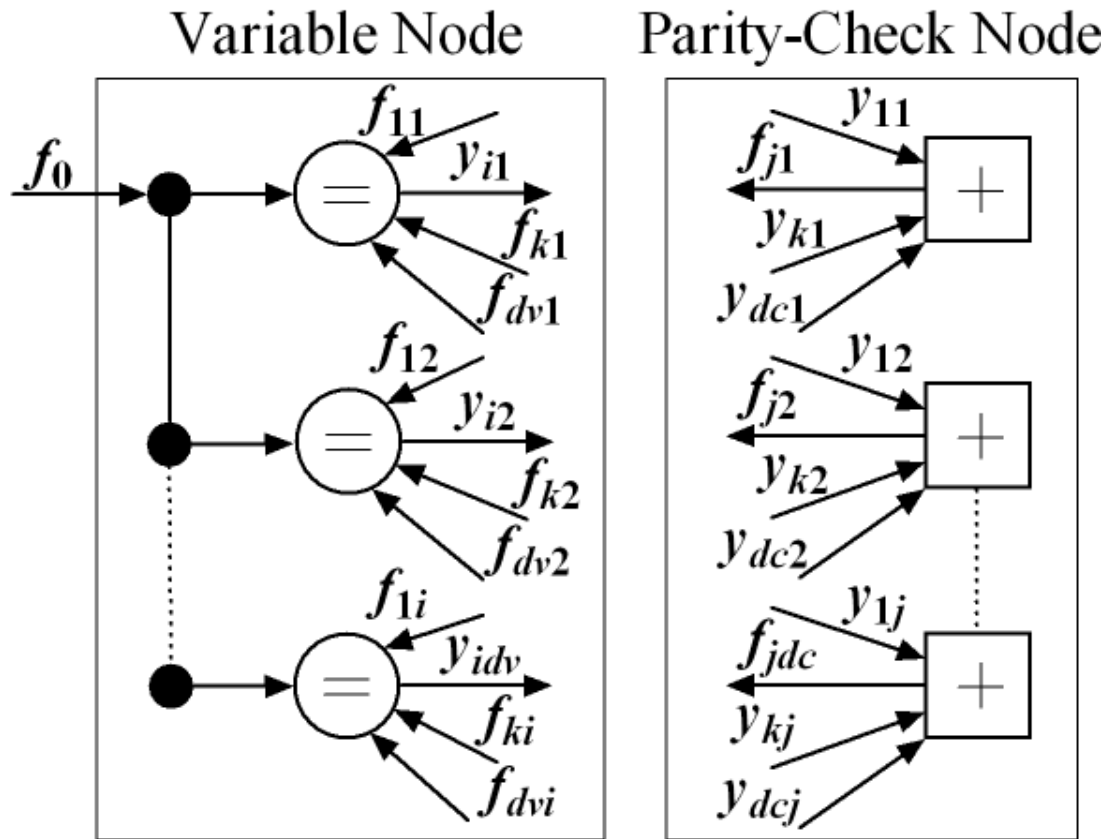 Variable Node
Parity-Check Node
f0
f11
yi1
fk1
fdv1
=
f12
yi2
fk2
fdv2
=
f1i
yidv
fki
fdvi
=
y11
fj1
yk1
ydc1
+
y12
fj2
yk2
ydc2
+
y1j
fjdc
ykj
ydcj
+